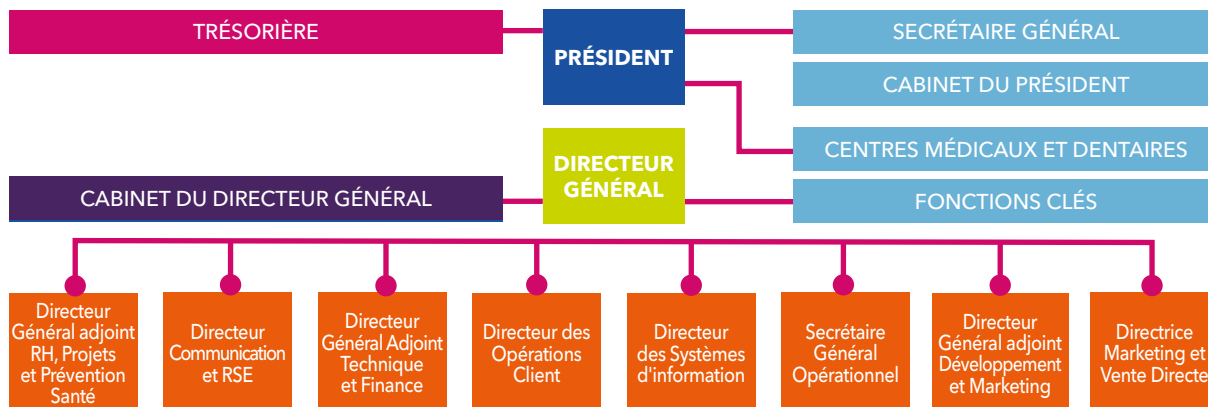 TRÉSORIÈRE
PRÉSIDENT
SECRÉTAIRE GÉNÉRAL
CABINET DU PRÉSIDENT
CENTRES MÉDICAUX ET DENTAIRES
DIRECTEUR
GÉNÉRAL
CABINET DU DIRECTEUR GÉNÉRAL
FONCTIONS CLÉS
Directeur
Général adjoint
RH, Projets
et Prévention
Santé
Directeur
Communication
et RSE
Directeur
Général Adjoint
Technique
et Finance
Directeur des
Opérations
Client
Directeur
des Systèmes
d'information
Secrétaire
Général
Opérationnel
Directeur
Général adjoint
Développement
et Marketing
Directrice
Marketing et
Vente Directe